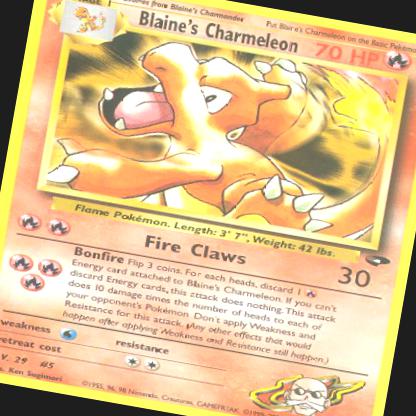 Evolves from Blaine's Charmander
Put Blaine's Charmeleon on the Basic Pokémon
Blaine's Charmeleon 70 HP
Flame Pokémon. Length: 3' 7", Weight: 42 lbs.
Fire Claws 30
Bonfire Flip 3 coins. For each heads, discard 1
Energy card attached to Blaine's Charmeleon. If you can't
discard Energy cards, this attack does nothing. This attack
does 10 damage times the number of heads to each of
your opponent's Pokémon. Don't apply Weakness and
Resistance for this attack. (Any other effects that would
happen after applying Weakness and Resistance still happen.)
weakness
resistance
retreat cost
LV. 29 #5
Ken Sugimori
©1995, 96, 98 Nintendo, Creatures, GAMEFREAK. ©1999